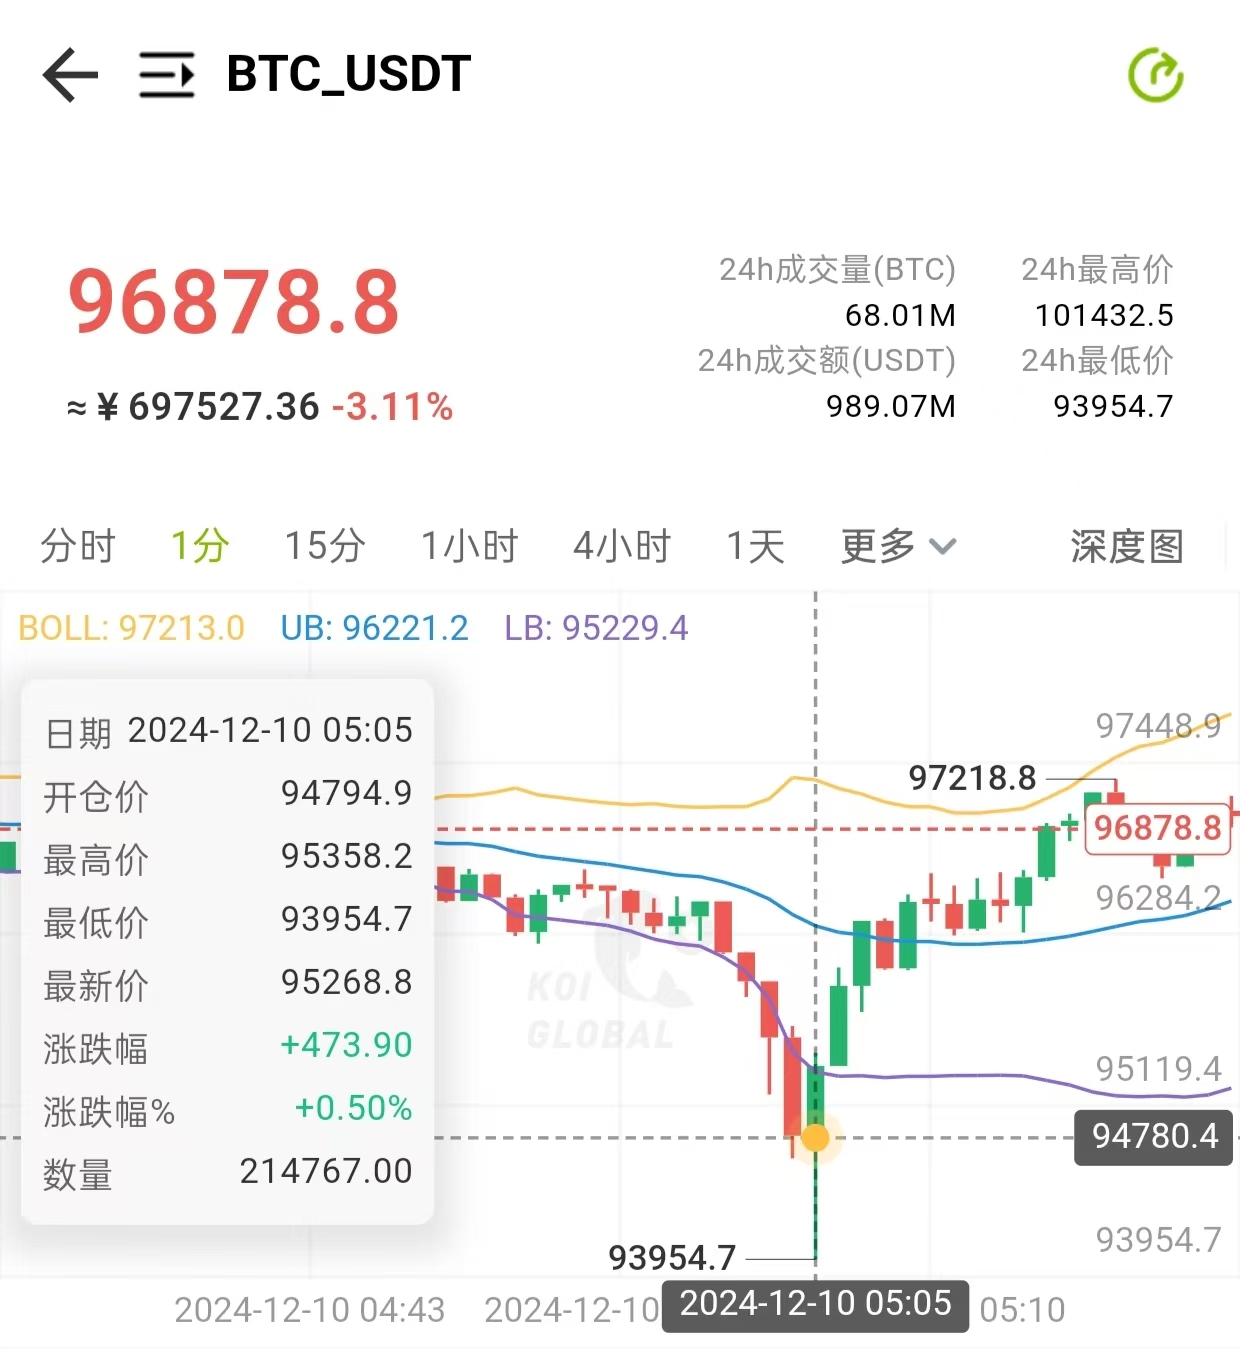 BTC_USDT
96878.8
≈ ¥ 697527.36 -3.11%
24h成交量(BTC) 24h最高价
68.01M 101432.5
24h成交额(USDT) 24h最低价
989.07M 93954.7
分时 1分 15分 1小时 4小时 1天 更多 深度图
BOLL: 97213.0 UB: 96221.2 LB: 95229.4
日期 2024-12-10 05:05
开仓价 94794.9
最高价 95358.2
最低价 93954.7
最新价 95268.8
涨跌幅 +473.90
涨跌幅% +0.50%
数量 214767.00
97448.9
97218.8
96878.8
96284.2
KOI
GLOBAL
95119.4
94780.4
93954.7
93954.7
2024-12-10 04:43 2024-12-10 2024-12-10 05:05 05:10